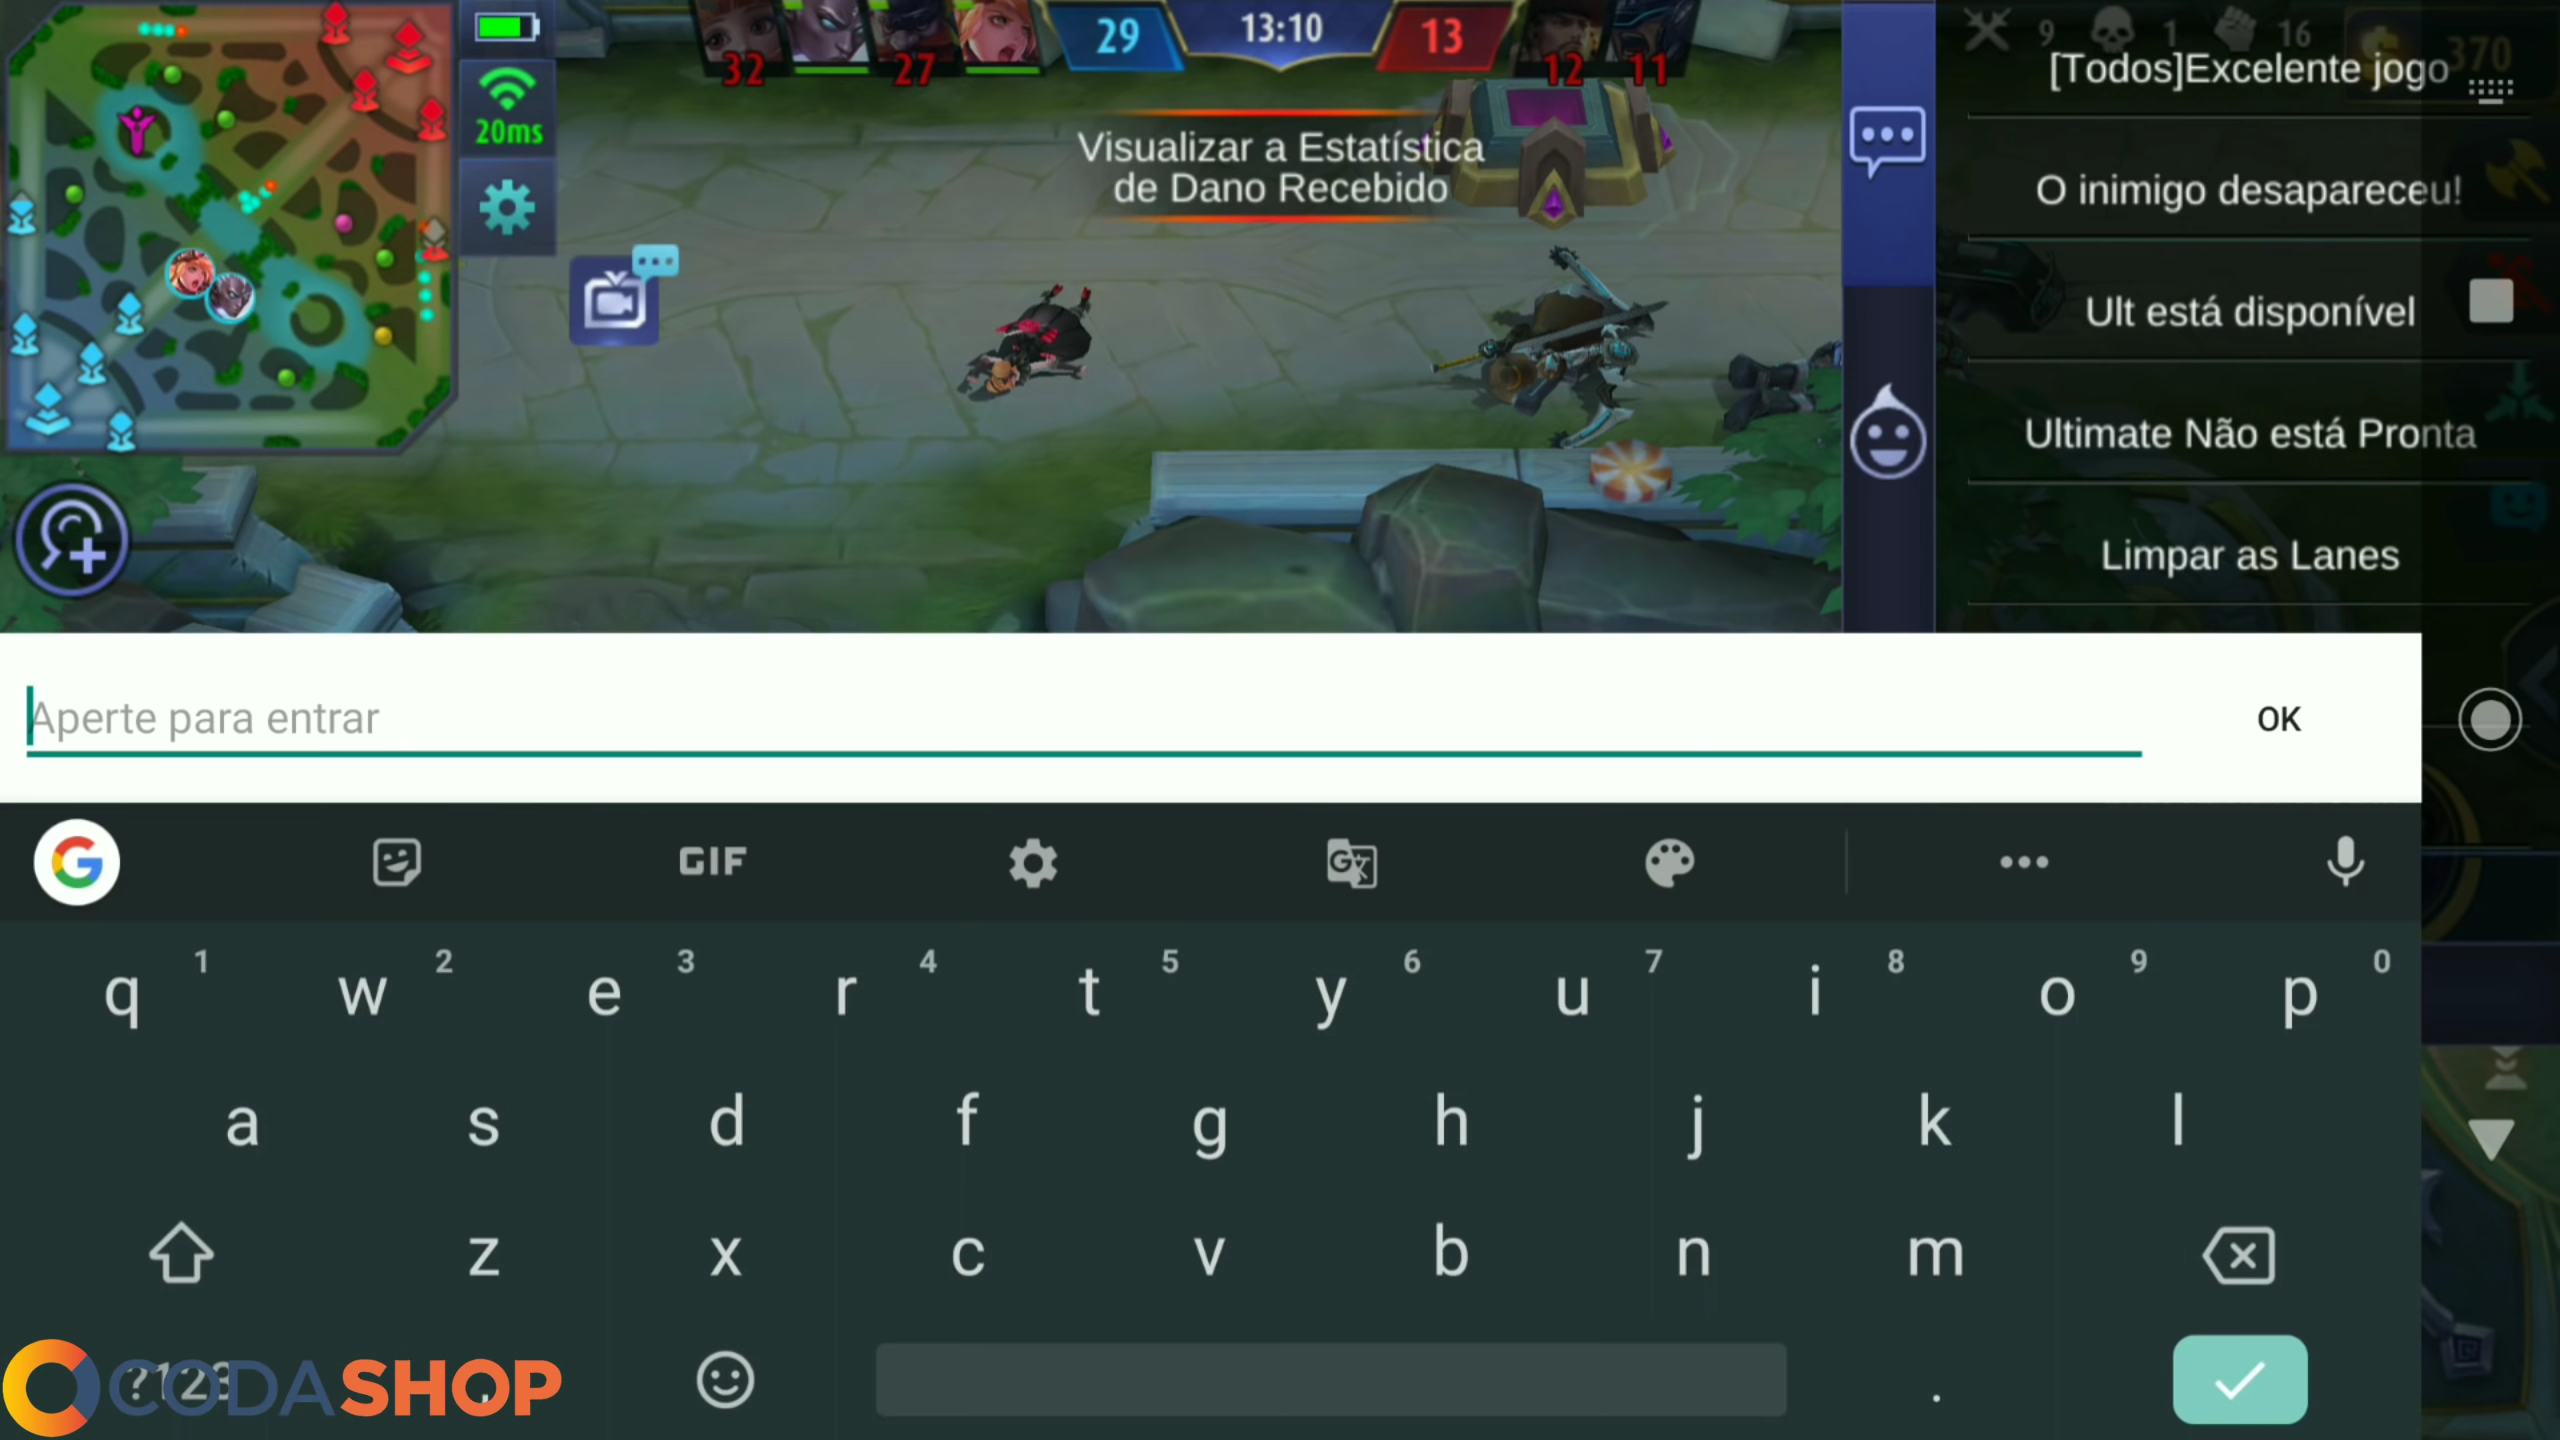 29
13:10
13
9
1
16
370
32
27
12
11
20ms
Visualizar a Estatística
de Dano Recebido
[Todos]Excelente jogo
O inimigo desapareceu!
Ult está disponível
Ultimate Não está Pronta
Limpar as Lanes
Aperte para entrar
OK
G
GIF
G
1 2 3 4 5 6 7 8 9 0
q w e r t y u i o p
a s d f g h j k l
z x c v b n m
?123 , .
CODASHOP